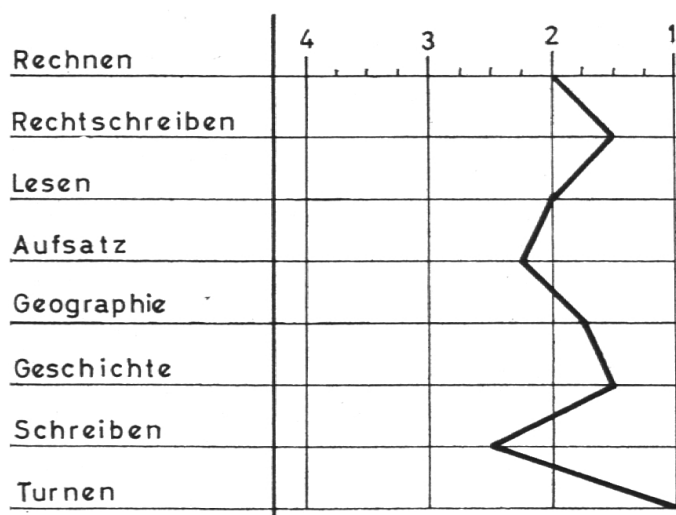 4 3 2 1
Rechnen
Rechtschreiben
Lesen
Aufsatz
Geographie
Geschichte
Schreiben
Turnen